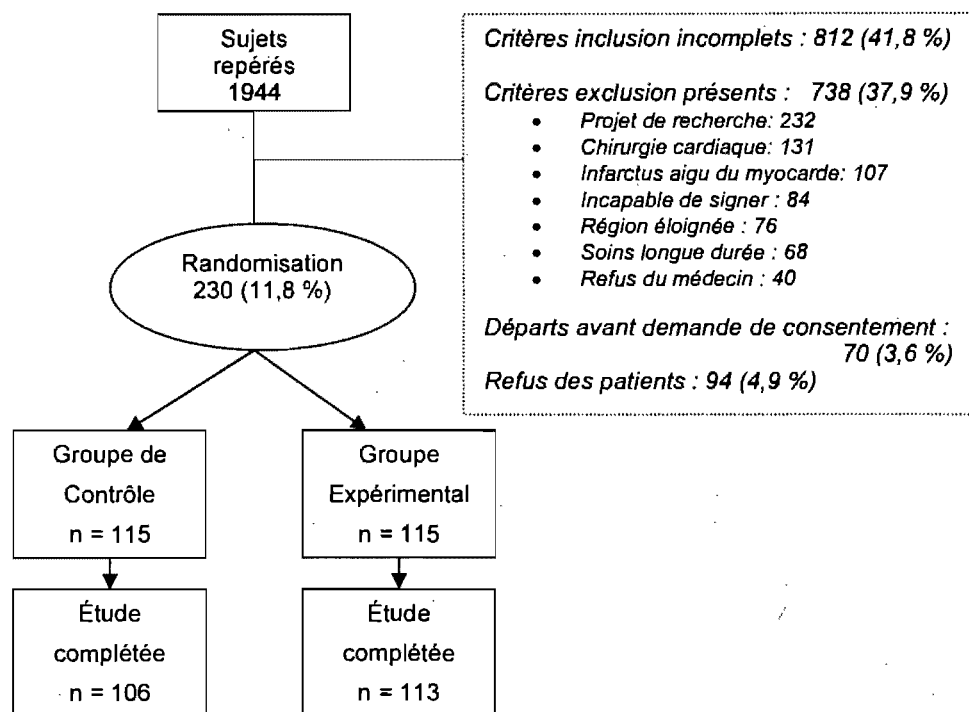 Sujets
repérés
1944
Critères inclusion incomplets : 812 (41,8 %)
Critères exclusion présents : 738 (37,9 %)
• Projet de recherche: 232
• Chirurgie cardiaque: 131
• Infarctus aigu du myocarde: 107
• Incapable de signer : 84
• Région éloignée : 76
• Soins longue durée : 68
• Refus du médecin : 40
Départs avant demande de consentement :
70 (3,6 %)
Refus des patients : 94 (4,9 %)
Randomisation
230 (11,8 %)
Groupe de
Contrôle
n = 115
Groupe
Expérimental
n = 115
Étude
complétée
n = 106
Étude
complétée
n = 113